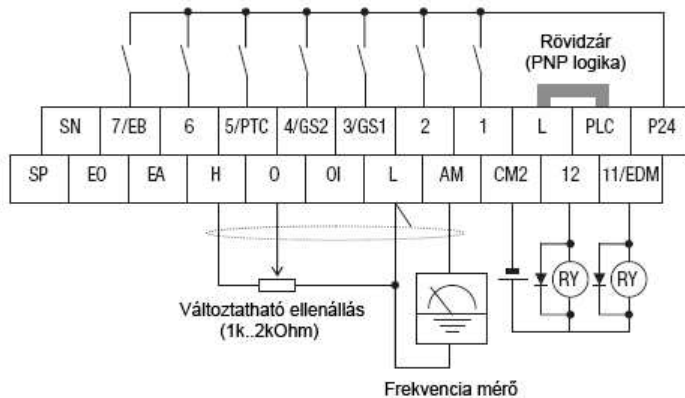 Rövidzár
(PNP logika)
SN 7/EB 6 5/PTC 4/GS2 3/GS1 2 1 L PLC P24
SP EO EA H O OI L AM CM2 12 11/EDM
RY RY
Változtatható ellenállás
(1k..2kOhm)
Frekvencia mérő